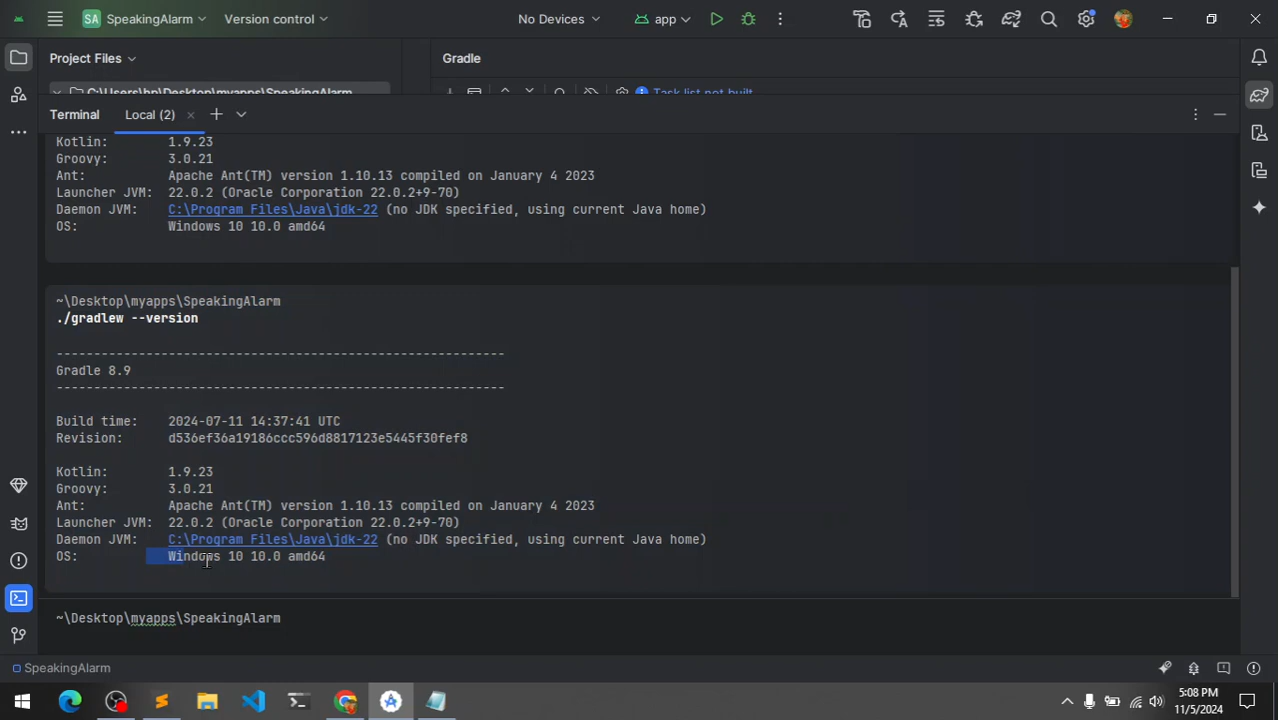 SA SpeakingAlarm Version control No Devices app
Project Files Gradle
C:\Users\hp\Desktop\myapps\SpeakingAlarm Task list not built
Terminal Local (2)
Kotlin: 1.9.23
Groovy: 3.0.21
Ant: Apache Ant(TM) version 1.10.13 compiled on January 4 2023
Launcher JVM: 22.0.2 (Oracle Corporation 22.0.2+9-70)
Daemon JVM: C:\Program Files\Java\jdk-22 (no JDK specified, using current Java home)
OS: Windows 10 10.0 amd64
~\Desktop\myapps\SpeakingAlarm
./gradlew --version
------------------------------------------------------------
Gradle 8.9
------------------------------------------------------------
Build time: 2024-07-11 14:37:41 UTC
Revision: d536ef36a19186ccc596d8817123e5445f30fef8
Kotlin: 1.9.23
Groovy: 3.0.21
Ant: Apache Ant(TM) version 1.10.13 compiled on January 4 2023
Launcher JVM: 22.0.2 (Oracle Corporation 22.0.2+9-70)
Daemon JVM: C:\Program Files\Java\jdk-22 (no JDK specified, using current Java home)
OS: Windows 10 10.0 amd64
~\Desktop\myapps\SpeakingAlarm
SpeakingAlarm
5:08 PM
11/5/2024